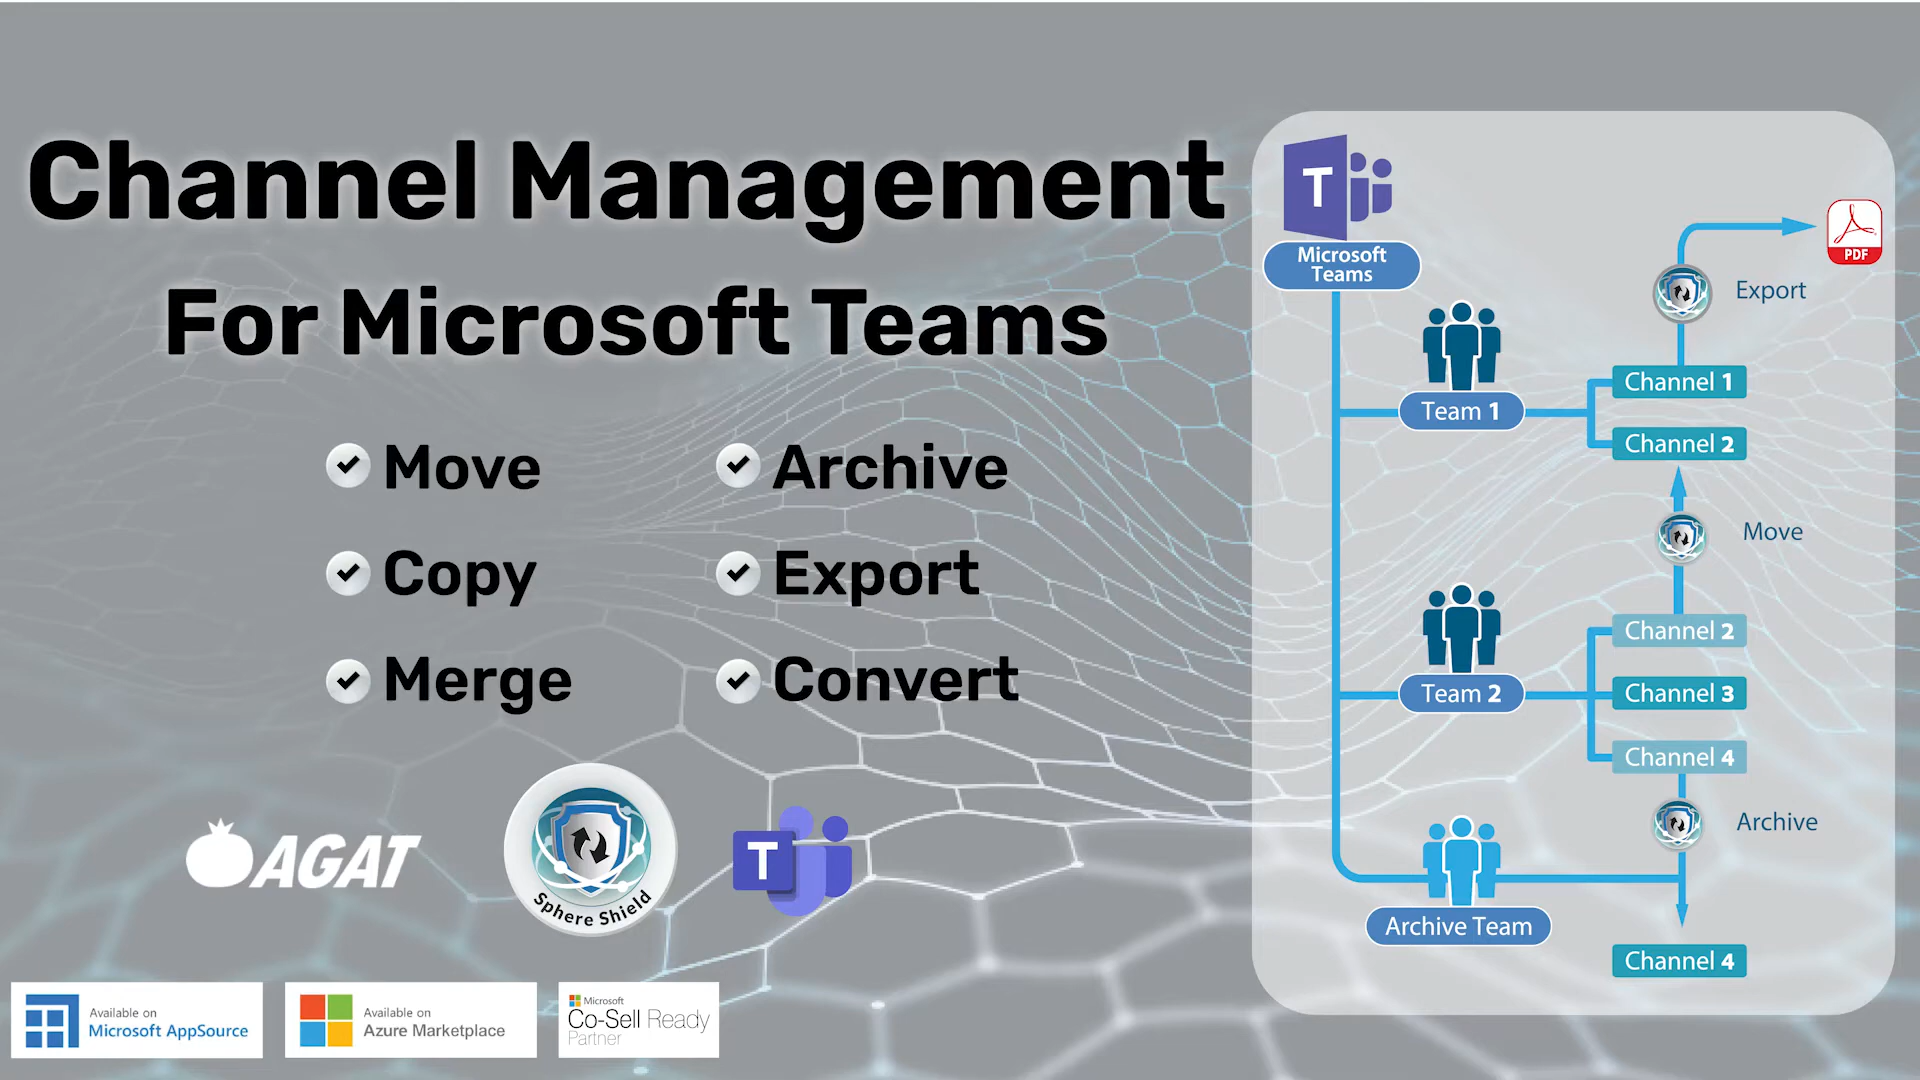 Channel Management
For Microsoft Teams
Move
Archive
Copy
Export
Merge
Convert
AGAT
Sphere Shield
T
Available on
Microsoft AppSource
Available on
Azure Marketplace
Microsoft
Co-Sell Ready
Partner
T
Microsoft
Teams
PDF
Export
Channel 1
Team 1
Channel 2
Move
Channel 2
Team 2
Channel 3
Channel 4
Archive
Archive Team
Channel 4